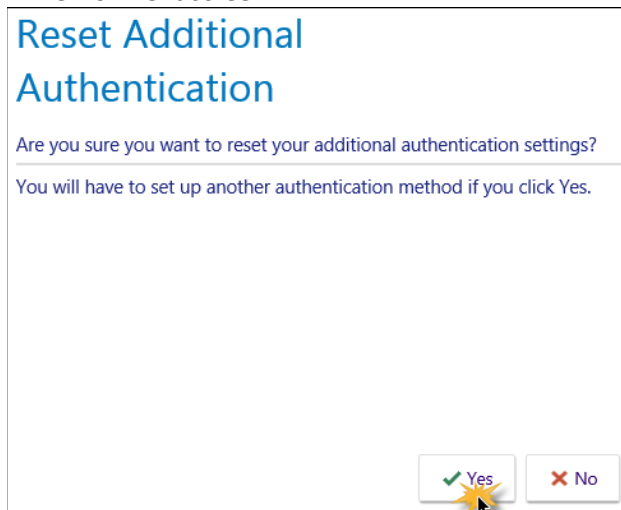 Reset Additional
Authentication
Are you sure you want to reset your additional authentication settings?
You will have to set up another authentication method if you click Yes.
Yes
No